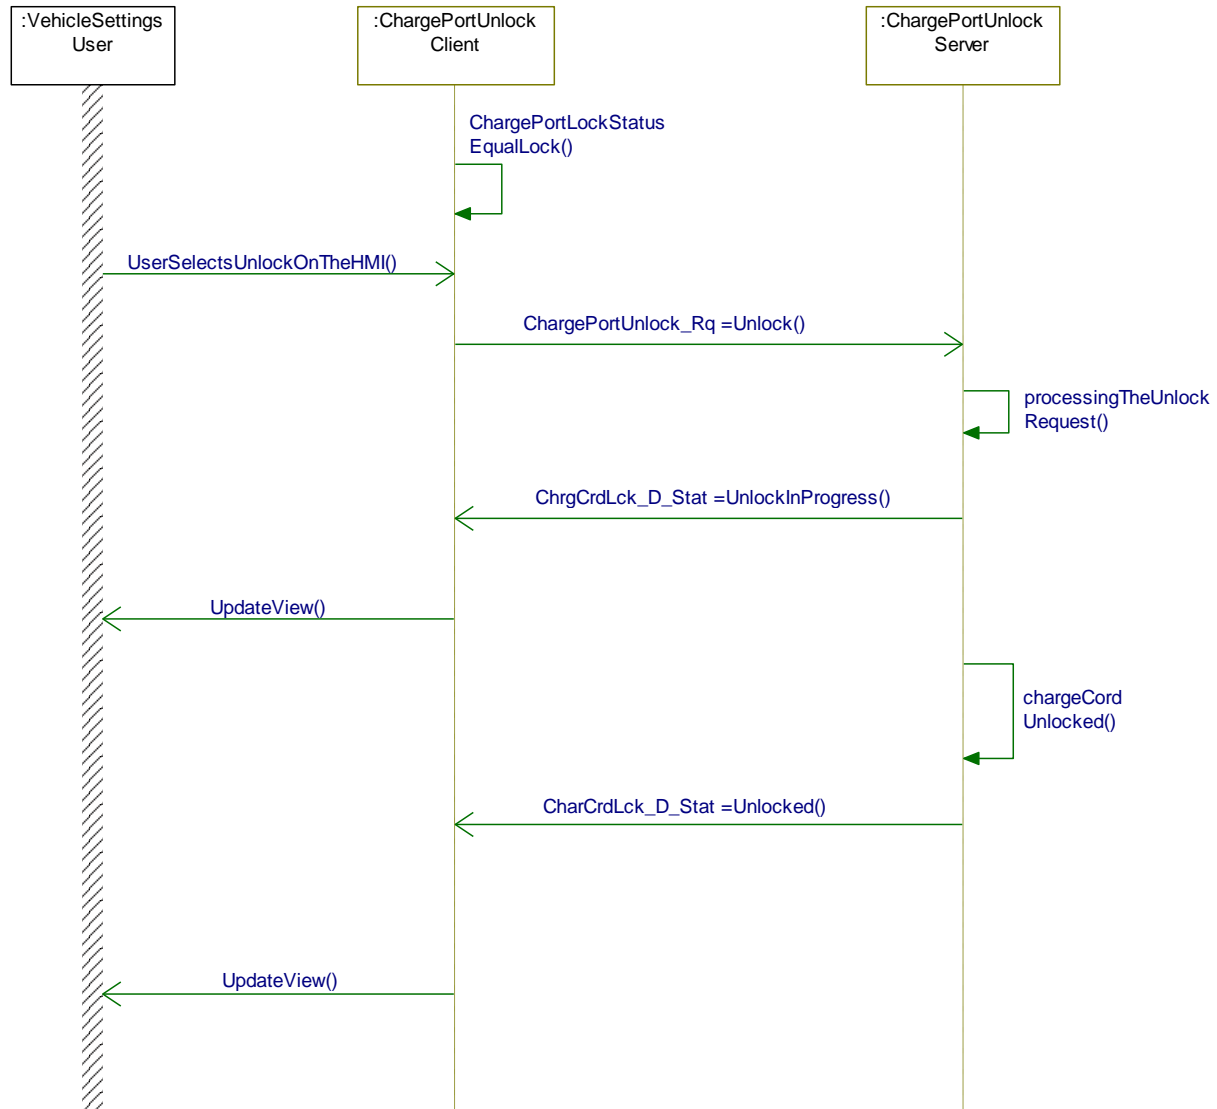 :VehicleSettings
User
:ChargePortUnlock
Client
:ChargePortUnlock
Server
ChargePortLockStatus
EqualLock()
UserSelectsUnlockOnTheHMI()
ChargePortUnlock_Rq =Unlock()
processingTheUnlock
Request()
ChrgCrdLck_D_Stat =UnlockInProgress()
UpdateView()
chargeCord
Unlocked()
CharCrdLck_D_Stat =Unlocked()
UpdateView()